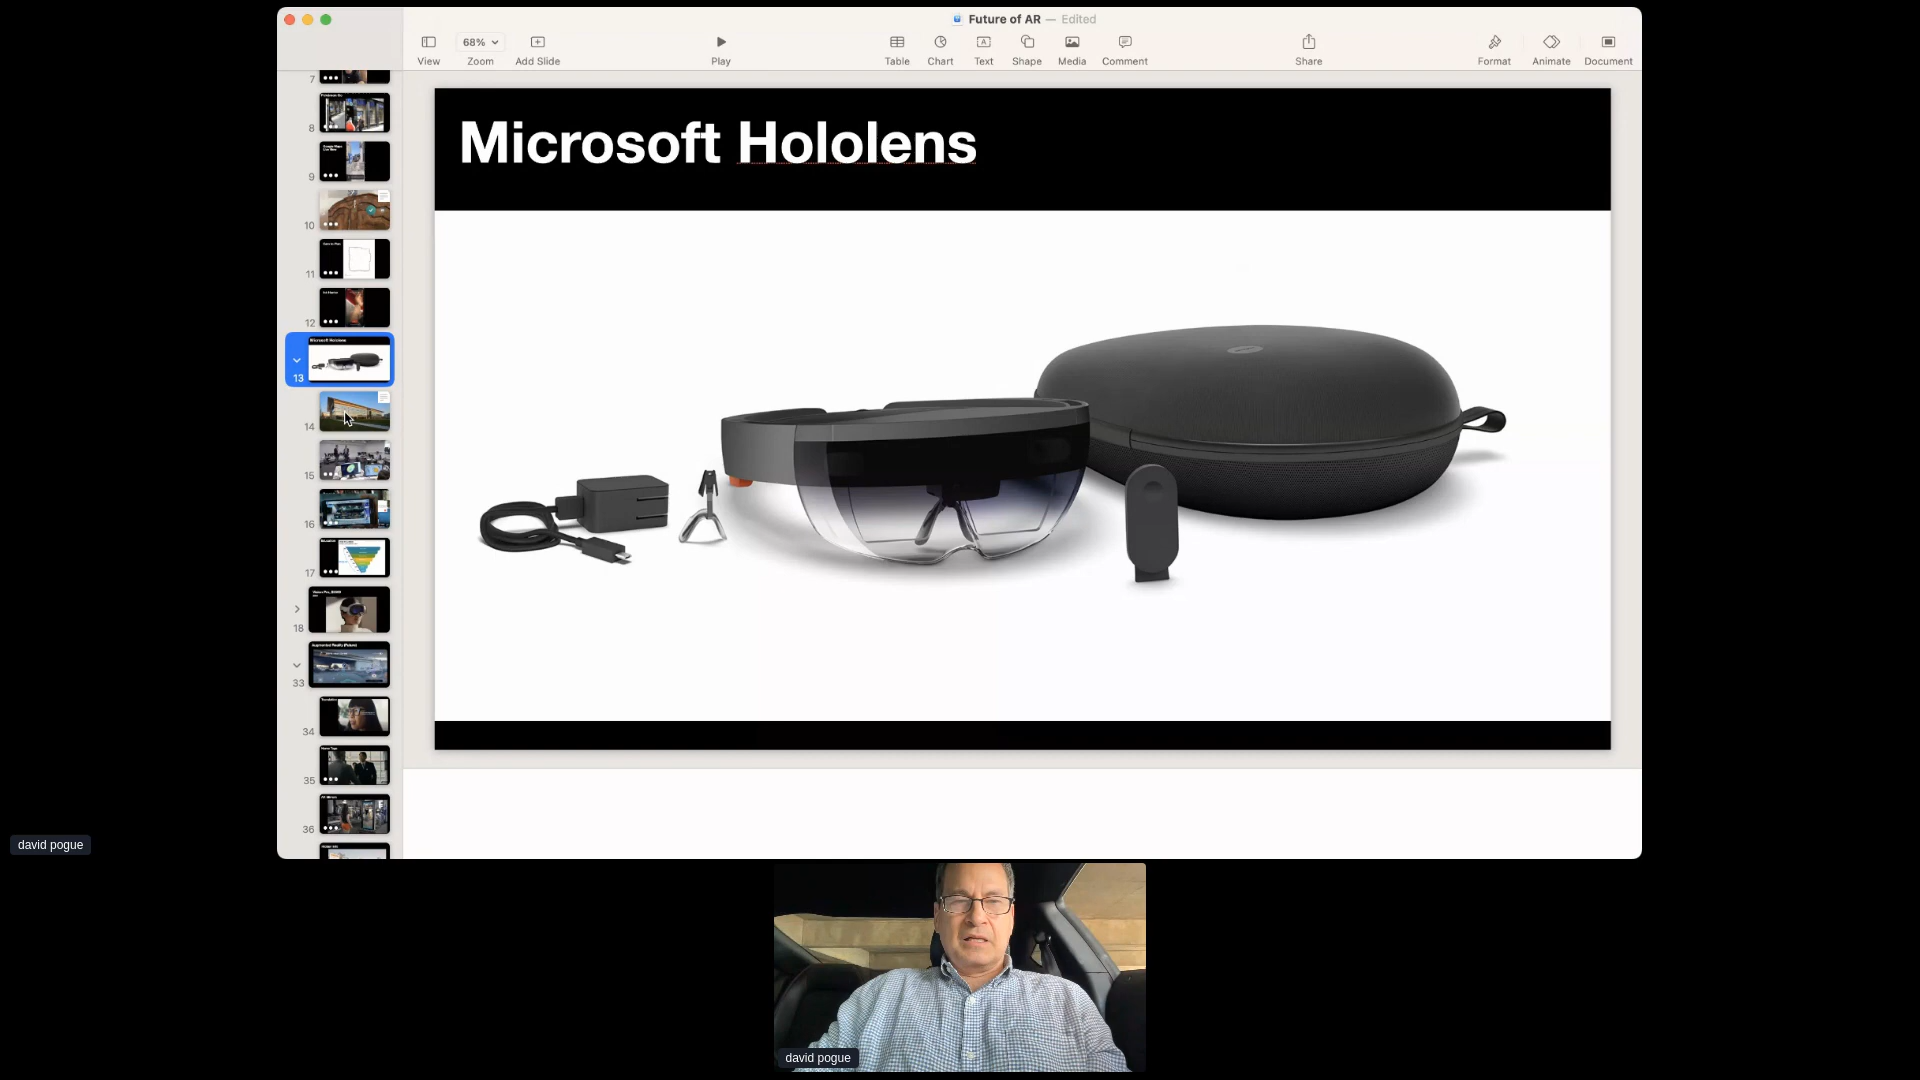 Future of AR — Edited
68%
View
Zoom
Add Slide
Play
Table
Chart
Text
Shape
Media
Comment
Share
Format
Animate
Document
7
8
9
10
11
12
Microsoft Hololens
13
14
15
16
17
18
33
34
35
36
Microsoft Hololens
david pogue
david pogue